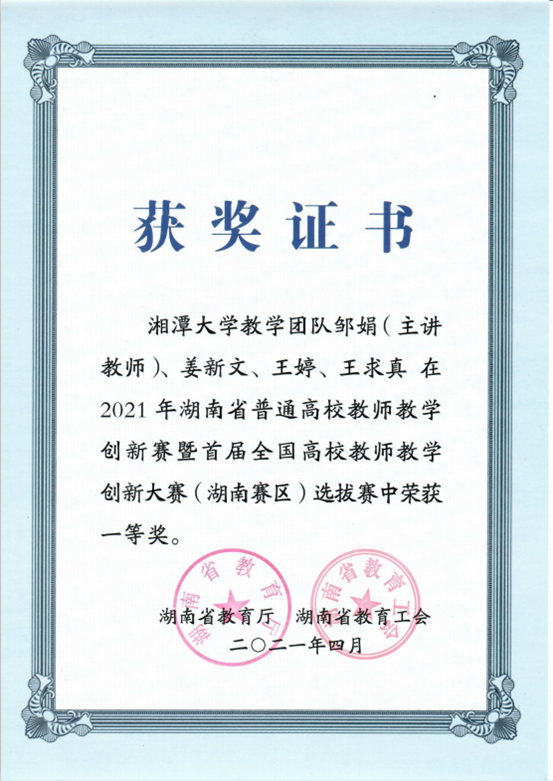 获奖证书
湘潭大学教学团队邹娟（主讲
教师）、姜新文、王婷、王求真 在
2021 年湖南省普通高校教师教学
创新赛暨首届全国高校教师教学
创新大赛（湖南赛区）选拔赛中荣获
一等奖。
湖南省教育厅
湖南省教育工会
湖南省教育厅 湖南省教育工会
二〇二一年四月